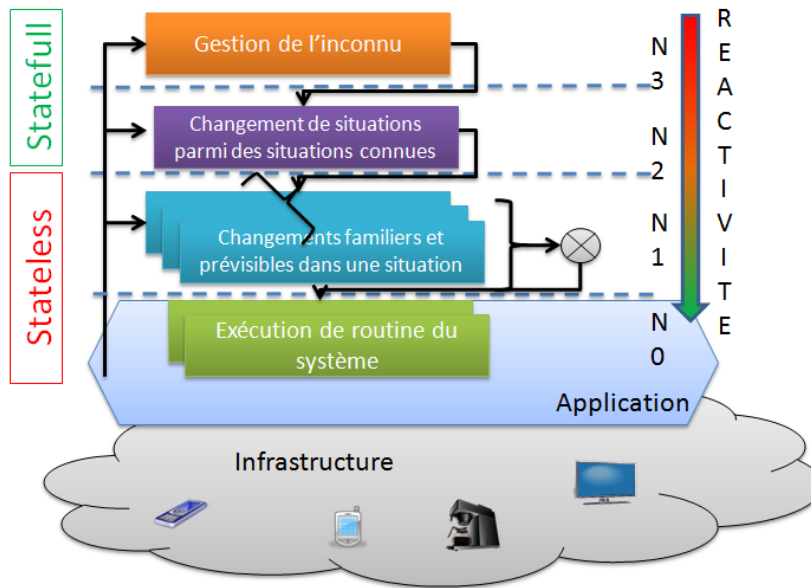 Statefull
Stateless
Gestion de l'inconnu
Changement de situations
parmi des situations connues
Changements familiers et
prévisibles dans une situation
Exécution de routine du
système
N
3
N
2
N
1
N
0
R
E
A
C
T
I
V
I
T
E
Application
Infrastructure